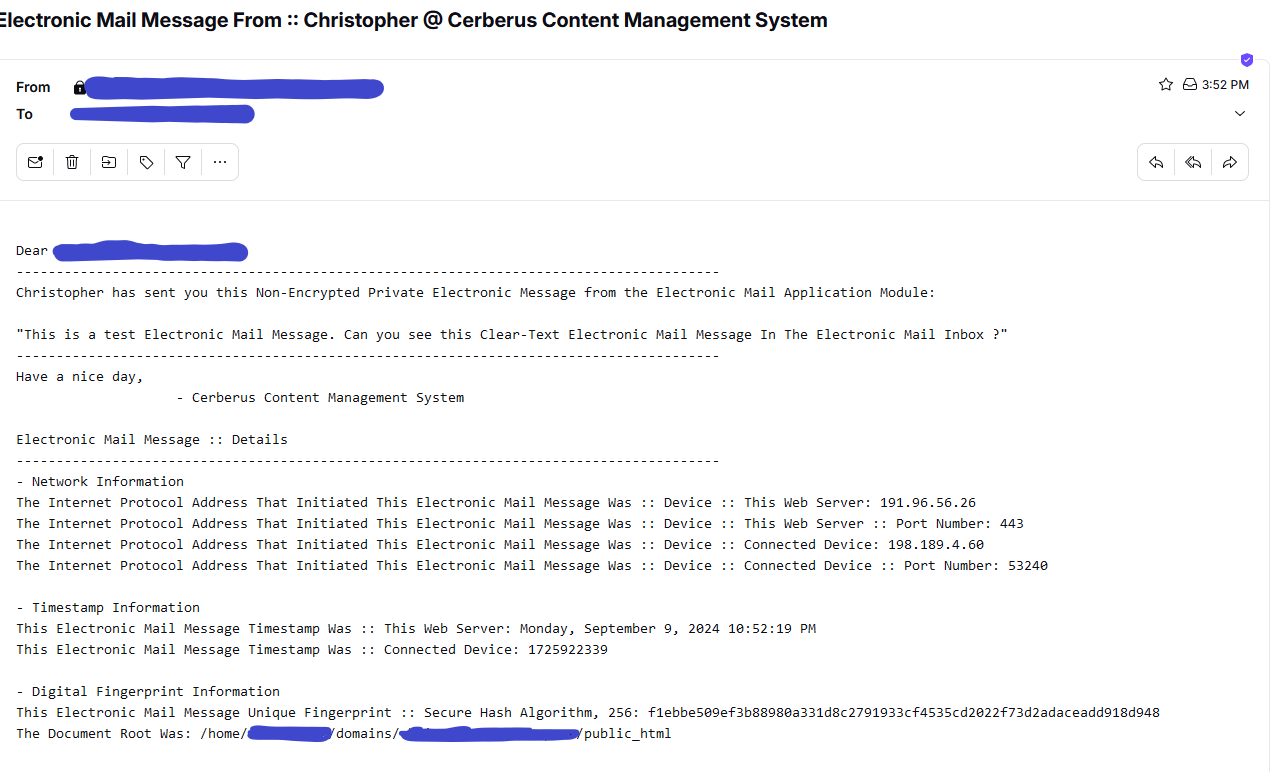 Electronic Mail Message From :: Christopher @ Cerberus Content Management System
From
3:52 PM
To
Dear
----------------------------------------------------------------------------------------
Christopher has sent you this Non-Encrypted Private Electronic Message from the Electronic Mail Application Module:
"This is a test Electronic Mail Message. Can you see this Clear-Text Electronic Mail Message In The Electronic Mail Inbox ?"
----------------------------------------------------------------------------------------
Have a nice day,
- Cerberus Content Management System
Electronic Mail Message :: Details
----------------------------------------------------------------------------------------
- Network Information
The Internet Protocol Address That Initiated This Electronic Mail Message Was :: Device :: This Web Server: 191.96.56.26
The Internet Protocol Address That Initiated This Electronic Mail Message Was :: Device :: This Web Server :: Port Number: 443
The Internet Protocol Address That Initiated This Electronic Mail Message Was :: Device :: Connected Device: 198.189.4.60
The Internet Protocol Address That Initiated This Electronic Mail Message Was :: Device :: Connected Device :: Port Number: 53240
- Timestamp Information
This Electronic Mail Message Timestamp Was :: This Web Server: Monday, September 9, 2024 10:52:19 PM
This Electronic Mail Message Timestamp Was :: Connected Device: 1725922339
- Digital Fingerprint Information
This Electronic Mail Message Unique Fingerprint :: Secure Hash Algorithm, 256: f1ebbe509ef3b88980a331d8c2791933cf4535cd2022f73d2adaceadd918d948
The Document Root Was: /home/ /domains/ /public_html